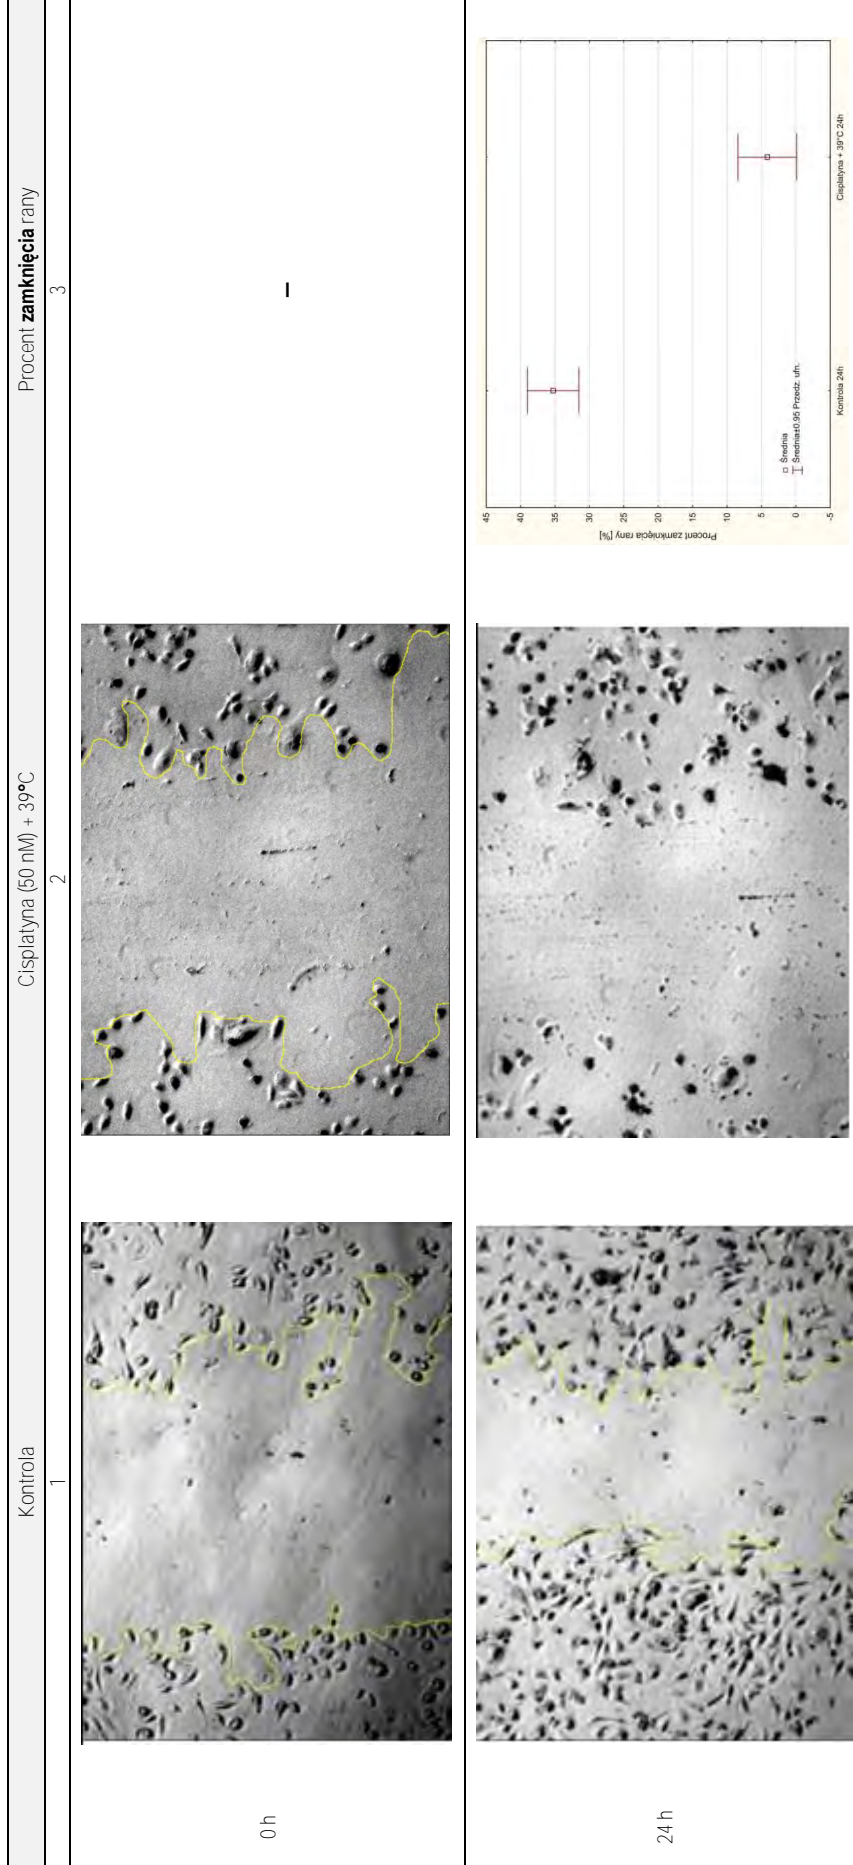 Kontrola
Cisplatyna (50 nM) + 39°C
Procent zamknięcia rany
1
2
3
0 h
–
24 h
Procent zamknięcia rany [%]
45
40
35
30
25
20
15
10
5
0
-5
Średnia
Średnia±0,95 Przedz. ufn.
Kontrola 24h
Cisplatyna + 39°C 24h